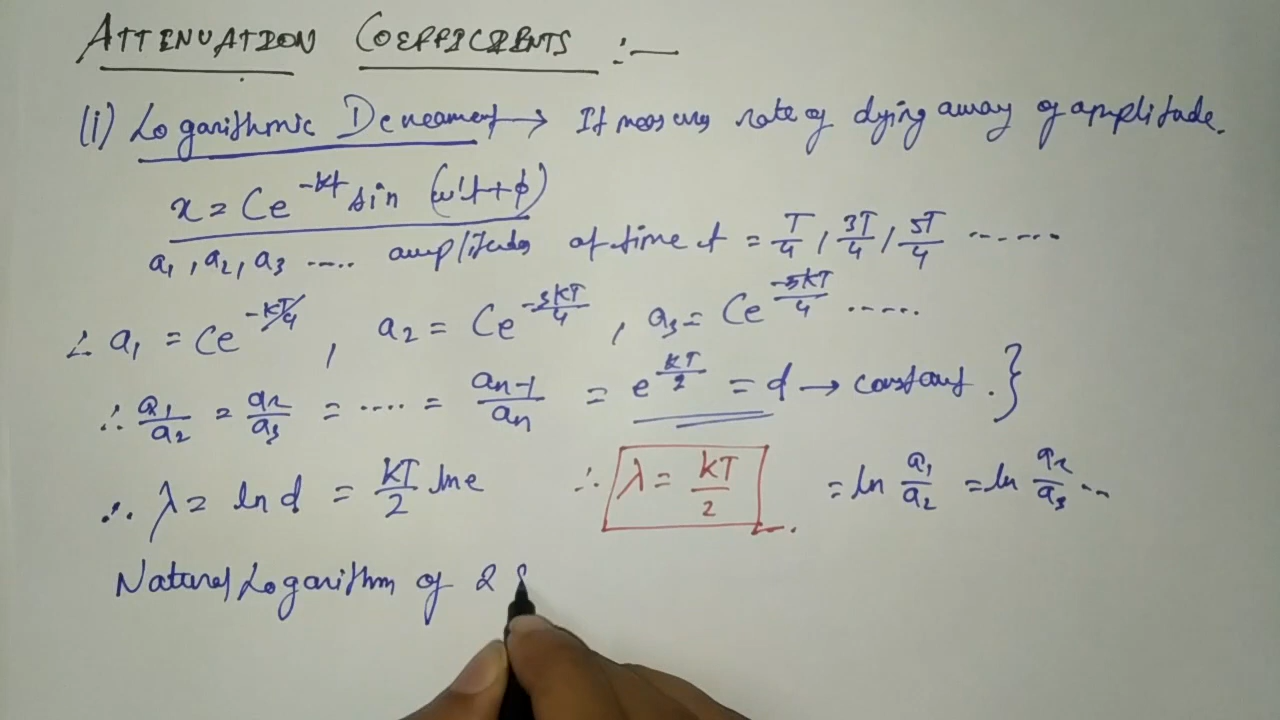 ATTENUATION COEFFICIENTS :—
(i) Logarithmic Decreament → It measures rate of dying away of amplitude.
x = Ce^{-kt} sin (ω't+φ)
a₁, a₂, a₃ ..... amplitudes at time t = T/4, 3T/4, 5T/4 .......
∴ a₁ = Ce^{-kT/4}, a₂ = Ce^{-3kT/4}, a₃ = Ce^{-5kT/4} ......
∴ a₁/a₂ = a₂/a₃ = ..... = aₙ₋₁/aₙ = e^{kT/2} = d → constant. }
∴ λ = ln d = kT/2 lne ∴ λ = kT/2 = ln a₁/a₂ = ln a₂/a₃ ...
Natural Logarithm of 2 s